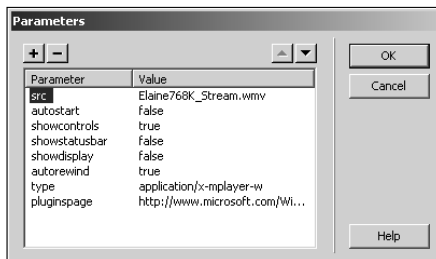 Parameters
+ −
OK
Cancel
Parameter Value
src Elaine768K_Stream.wmv
autostart false
showcontrols true
showstatusbar false
showdisplay false
autorewind true
type application/x-mplayer-w
pluginspage http://www.microsoft.com/Wi...
Help